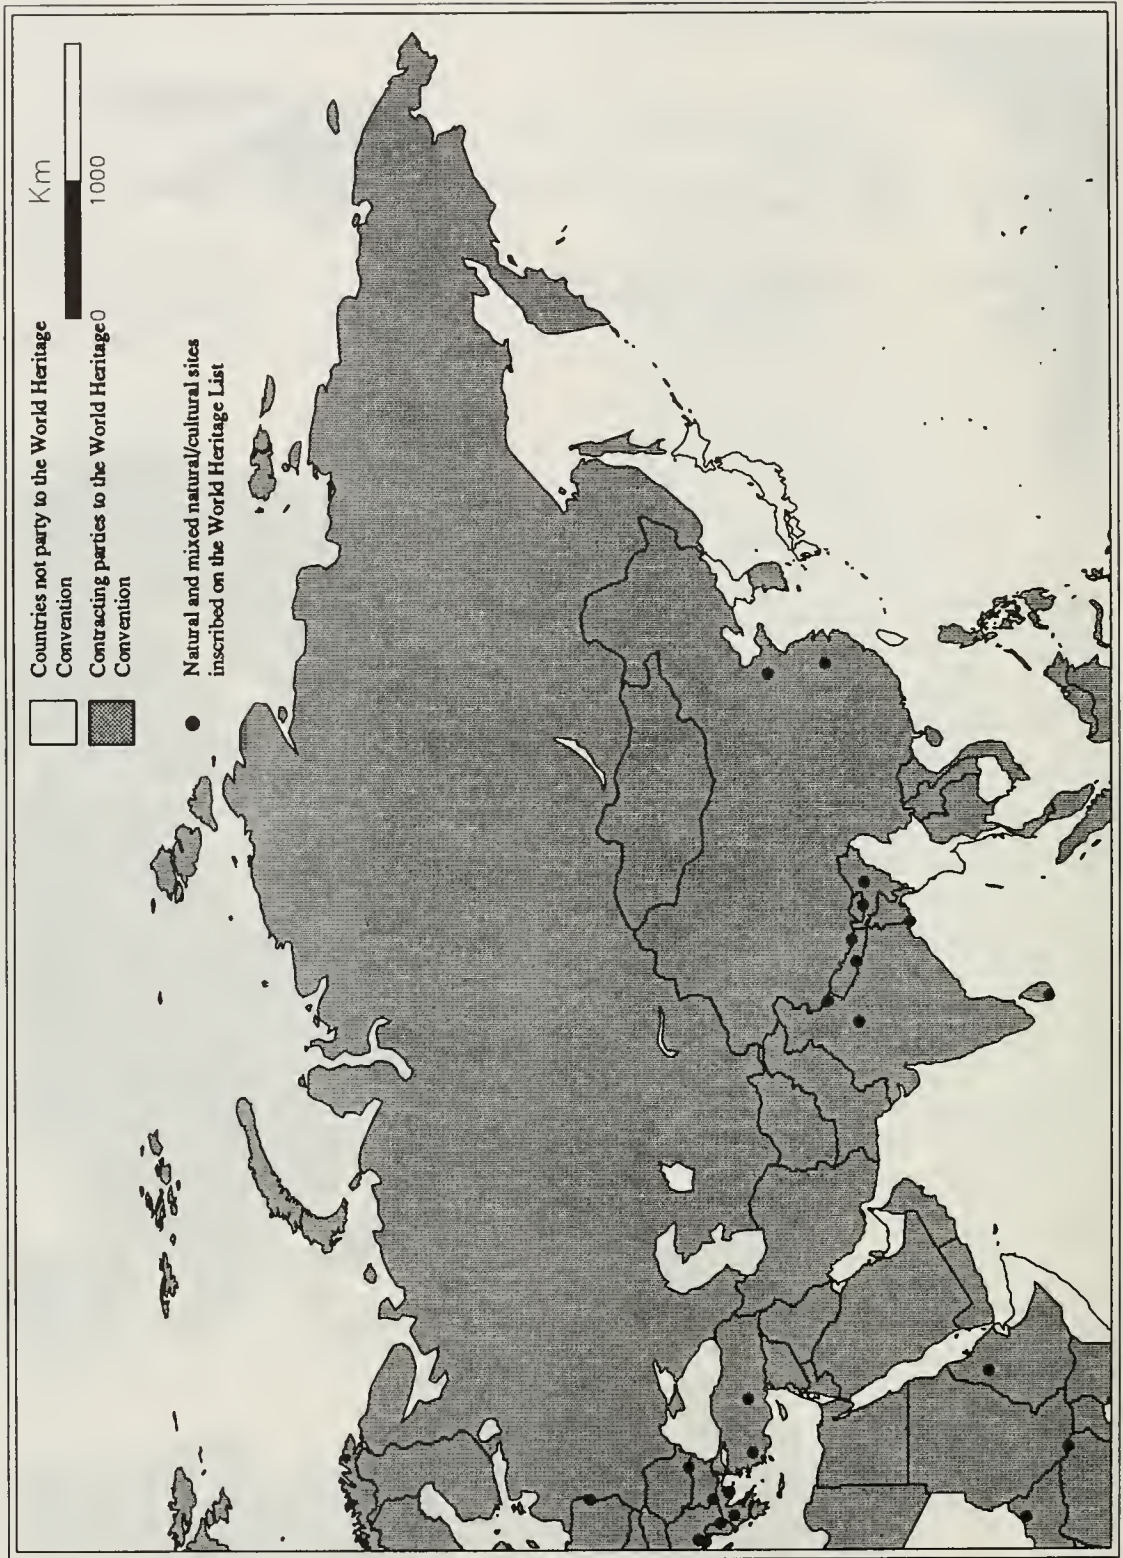 Countries not party to the World Heritage
Convention
Contracting parties to the World Heritage
Convention
Natural and mixed natural/cultural sites
inscribed on the World Heritage List
Km
0 1000